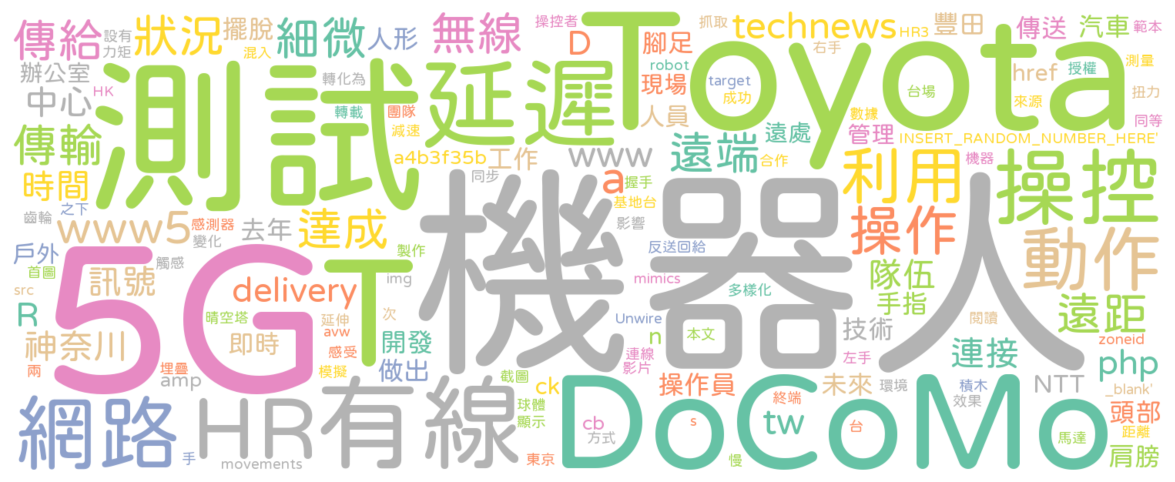 傳給
設有
力矩
狀況
擺脫
混入
細微
人形
無線
操控者
D
Toyota
抓取
右手
technews
HR3
豐田
傳送
汽車
範本
辦公室
中心
HK
測試
轉化為
轉載
團隊
減速
延遲
腳足
robot
現場
人員
target
成功
台場
href
來源
授權
測量
扭力
同等
傳輸
a4b3f35b
工作
同步
www
遠端
遠處
合作
數據
管理
INSERT_RANDOM_NUMBER_HERE'
機器
時間
齒輪
之下
www5
感測器
變化
去年
達成
機器人
a
握手
基地台
影響
利用
操作
操控
動作
戶外
首圖
src
訊號
觸感
製作
img
5G
T
delivery
反送回給
mimics
多樣化
隊伍
手指
遠距
R
晴空塔
延伸
次
avw
Unwire
n
本文
技術
閱讀
zoneid
神奈川
即時
感受
開發
兩
埋疊
amp
模擬
做出
連線
影片
左手
連接
php
截圖
ck
操作員
未來
環境
積木
效果
NTT
_blank'
網路
HR
有線
球體
顯示
DoCoMo
cb
方式
s
終端
tw
台
頭部
距離
手
movements
東京
慢
馬達
肩膀